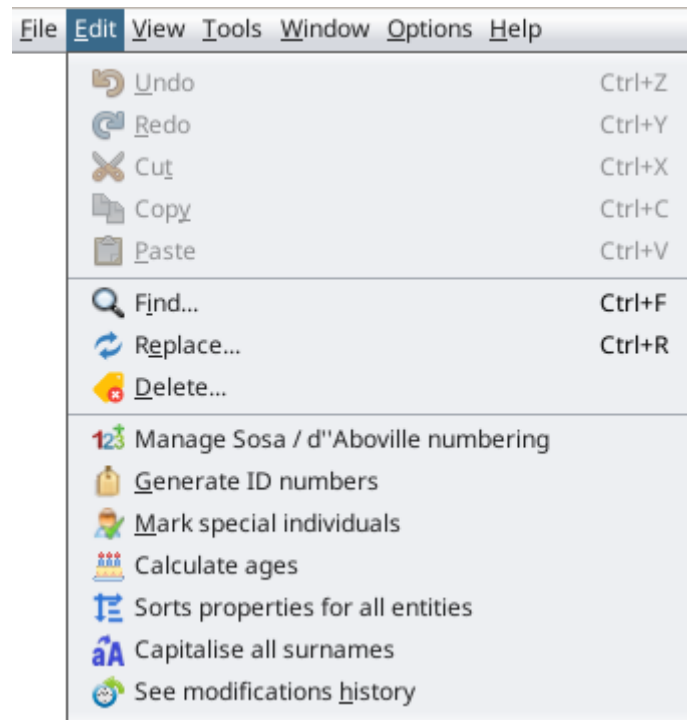 File Edit View Tools Window Options Help
Undo Ctrl+Z
Redo Ctrl+Y
Cut Ctrl+X
Copy Ctrl+C
Paste Ctrl+V
Find... Ctrl+F
Replace... Ctrl+R
Delete...
Manage Sosa / d''Aboville numbering
Generate ID numbers
Mark special individuals
Calculate ages
Sorts properties for all entities
Capitalise all surnames
See modifications history